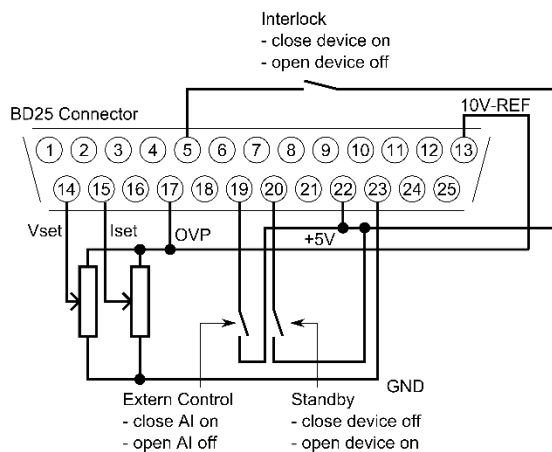 Interlock
- close device on
- open device off
10V-REF
BD25 Connector
1 2 3 4 5 6 7 8 9 10 11 12 13
14 15 16 17 18 19 20 21 22 23 24 25
Vset Iset OVP +5V
GND
Extern Control
- close AI on
- open AI off
Standby
- close device off
- open device on